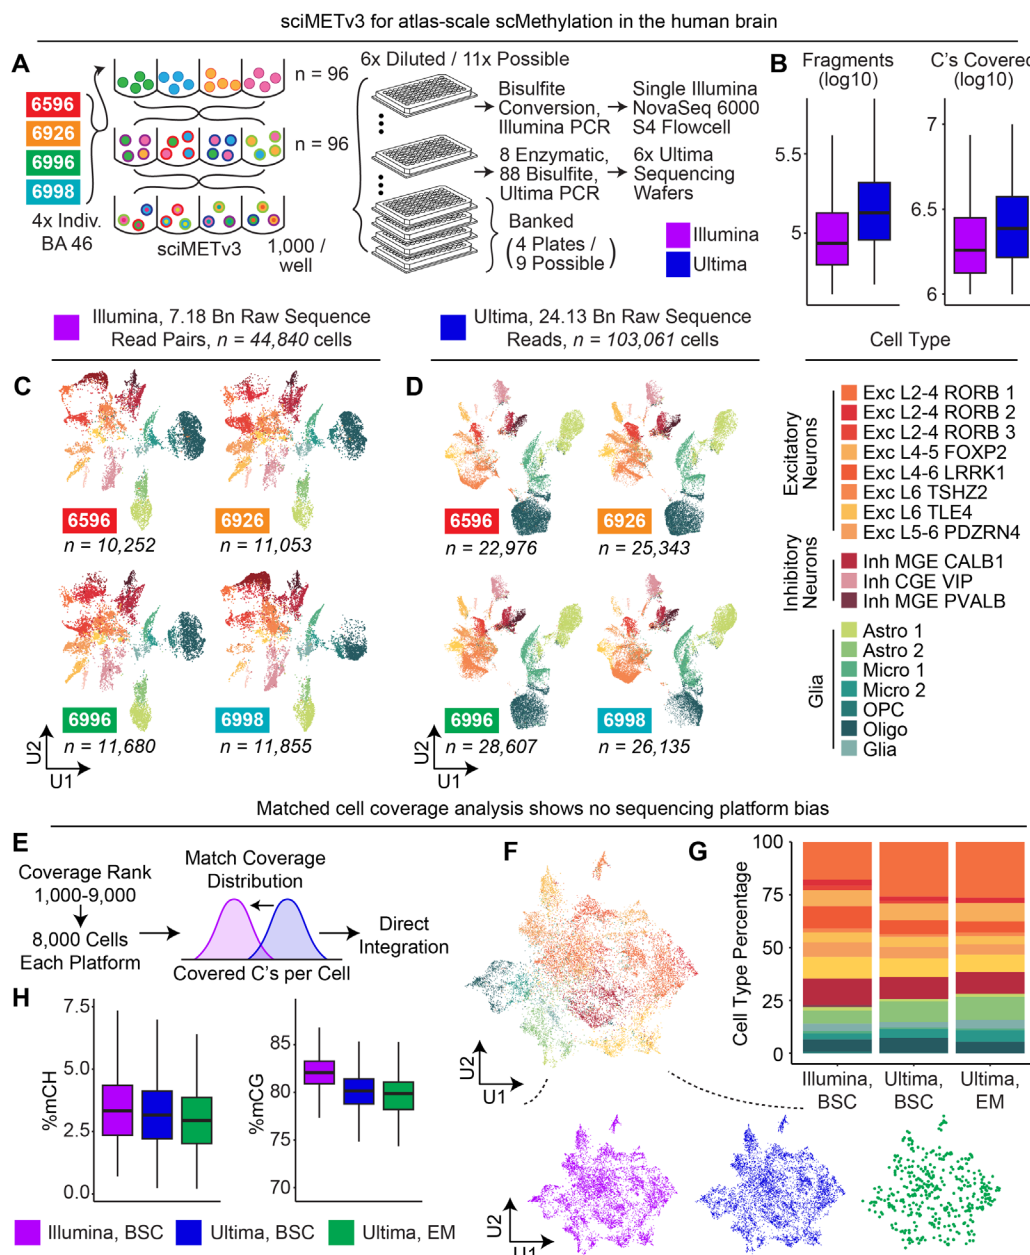 sciMETv3 for atlas-scale scMethylation in the human brain
A
6596
6926
6996
6998
4x Indiv.
BA 46
n = 96
n = 96
sciMETv3
1,000 /
well
6x Diluted / 11x Possible
Bisulfite
Conversion,
Illumina PCR
Single Illumina
NovaSeq 6000
S4 Flowcell
8 Enzymatic,
88 Bisulfite,
Ultima PCR
6x Ultima
Sequencing
Wafers
Banked
(4 Plates /
9 Possible)
Illumina
Ultima
B
Fragments
(log10)
5.5
5
C's Covered
(log10)
7
6.5
6
Illumina, 7.18 Bn Raw Sequence
Read Pairs, n = 44,840 cells
Ultima, 24.13 Bn Raw Sequence
Reads, n = 103,061 cells
Cell Type
C
6596
n = 10,252
6926
n = 11,053
6996
n = 11,680
6998
n = 11,855
U2
U1
D
6596
n = 22,976
6926
n = 25,343
6996
n = 28,607
6998
n = 26,135
U2
U1
Excitatory
Neurons
Exc L2-4 RORB 1
Exc L2-4 RORB 2
Exc L2-4 RORB 3
Exc L4-5 FOXP2
Exc L4-6 LRRK1
Exc L6 TSHZ2
Exc L6 TLE4
Exc L5-6 PDZRN4
Inhibitory
Neurons
Inh MGE CALB1
Inh CGE VIP
Inh MGE PVALB
Glia
Astro 1
Astro 2
Micro 1
Micro 2
OPC
Oligo
Glia
Matched cell coverage analysis shows no sequencing platform bias
E
Coverage Rank
1,000-9,000
8,000 Cells
Each Platform
Match Coverage
Distribution
Covered C's per Cell
Direct
Integration
F
U2
U1
U2
U1
G
Cell Type Percentage
100
75
50
25
0
Illumina,
BSC
Ultima,
BSC
Ultima,
EM
H
%mCH
7.5
5.0
2.5
0.0
%mCG
85
80
75
70
Illumina, BSC
Ultima, BSC
Ultima, EM